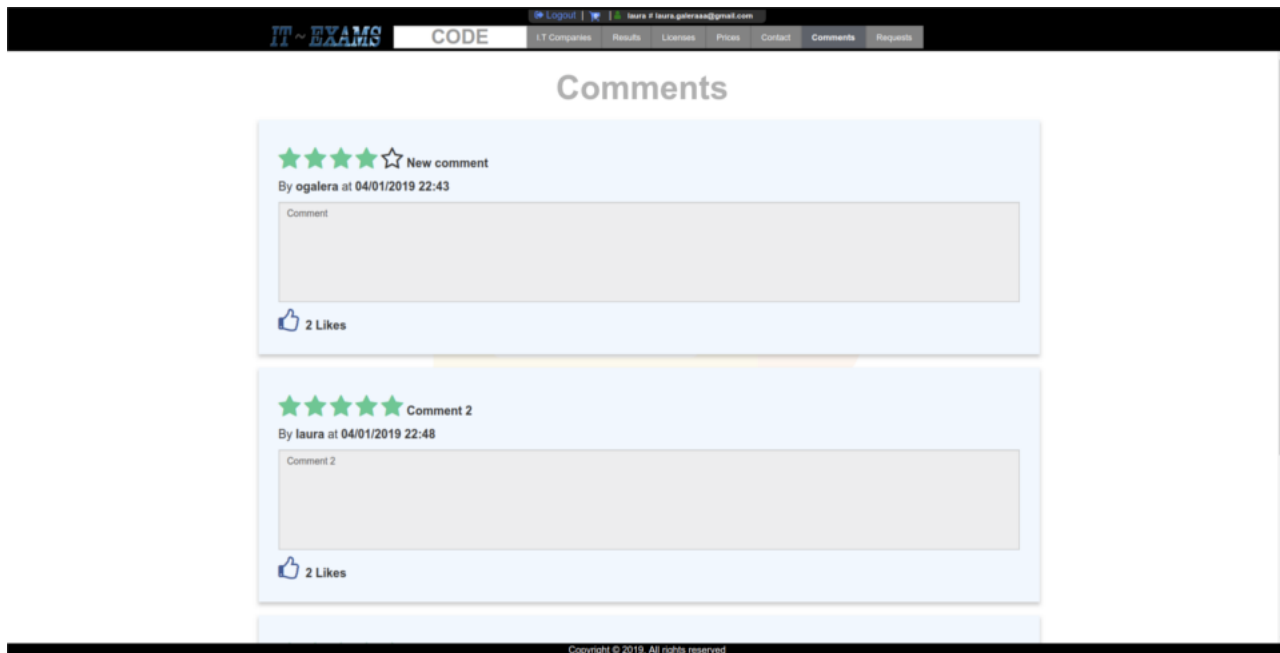 Logout | | laura # laura.galeraaa@gmail.com
IT~EXAMS CODE I.T Companies Results Licenses Prices Contact Comments Requests
Comments
New comment
By ogalera at 04/01/2019 22:43
Comment
2 Likes
Comment 2
By laura at 04/01/2019 22:48
Comment 2
2 Likes
Copyright © 2019. All rights reserved